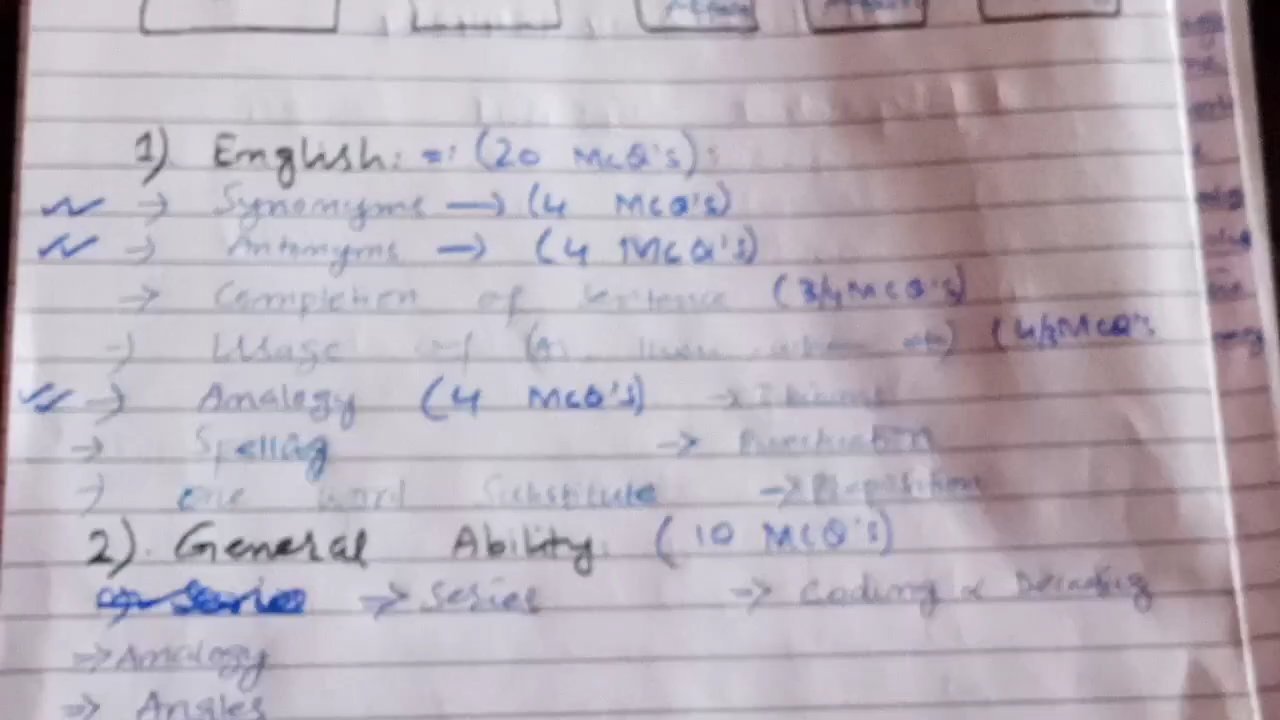 1) English: =: (20 MCQ's):
→ Synonyms → (4 MCQ's)
→ Antonyms → (4 MCQ's)
→ Completion of sentence (3/4 MCQ's)
→ Usage of (4/3 MCQ's
→ Analogy (4 MCQ's) → Idioms
→ Spelling → Punctuation
→ One word Substitute → Preposition
2). General Ability. (10 MCQ's)
→ Series → Series → Coding & Decoding
→ Analogy
→ Angles